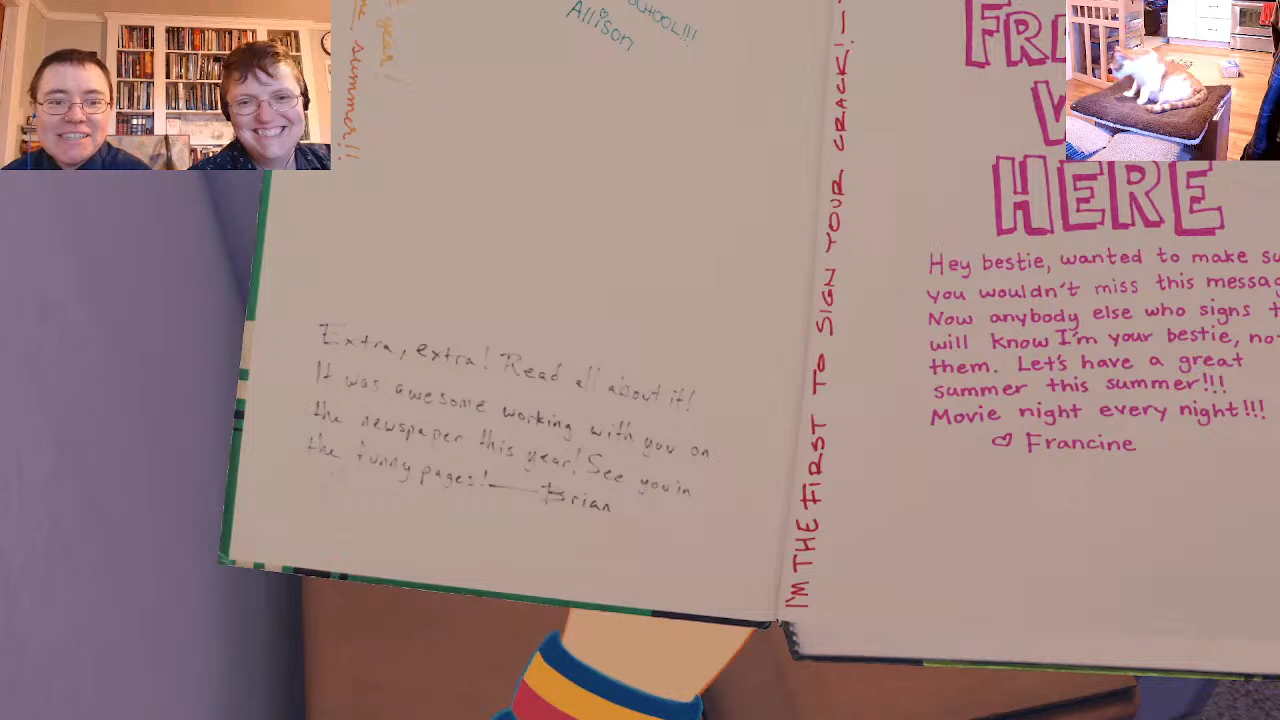 year!
summer!!
SCHOOL!!!
Allison
Extra, extra! Read all about it!
It was awesome working with you on
the newspaper this year! See you in
the funny pages! — Brian
I'M THE FIRST TO SIGN YOUR CRACK! —
HERE
Hey bestie, wanted to make su
you wouldn't miss this messag
Now anybody else who signs t
will know I'm your bestie, no
them. Let's have a great
summer this summer!!!
Movie night every night!!!
♡ Francine